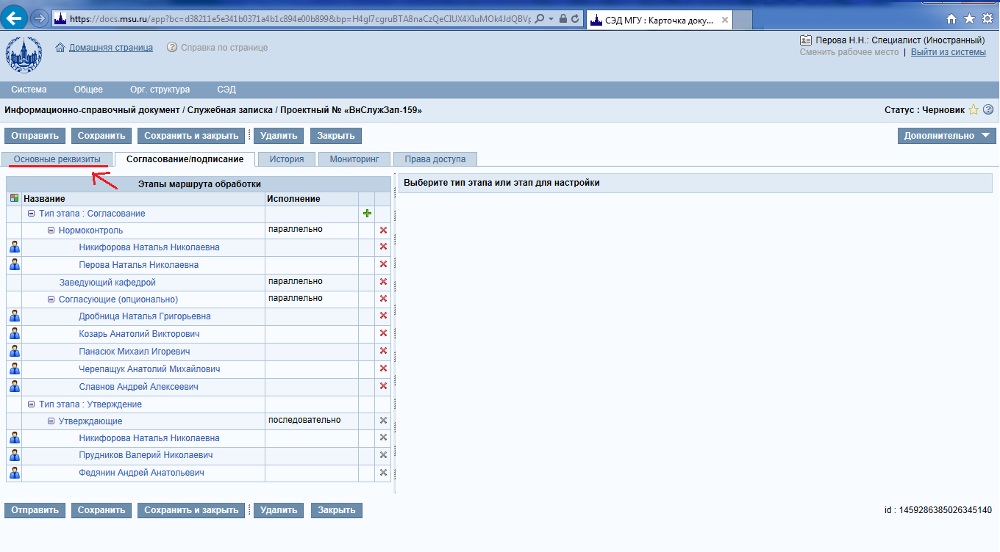 https://docs.msu.ru/app?bc=d38211e5e341b0371a4b1c894e00b899&bp=H4gI7cgruBTA8naCzQeCIUX4XIuMOk4JdQBVp
СЭД МГУ : Карточка доку...
Домашняя страница
Справка по странице
Перова Н.Н.: Специалист (Иностранный)
Сменить рабочее место | Выйти из системы
Система Общее Орг. структура СЭД
Информационно-справочный документ / Служебная записка / Проектный № «ВнСлужЗап-159»
Статус : Черновик
Отправить Сохранить Сохранить и закрыть Удалить Закрыть Дополнительно
Основные реквизиты Согласование/подписание История Мониторинг Права доступа
Этапы маршрута обработки
Выберите тип этапа или этап для настройки
Название Исполнение
Тип этапа : Согласование
Нормоконтроль параллельно
Никифорова Наталья Николаевна
Перова Наталья Николаевна
Заведующий кафедрой параллельно
Согласующие (опционально) параллельно
Дробница Наталья Григорьевна
Козарь Анатолий Викторович
Панасюк Михаил Игоревич
Черепащук Анатолий Михайлович
Славнов Андрей Алексеевич
Тип этапа : Утверждение
Утверждающие последовательно
Никифорова Наталья Николаевна
Прудников Валерий Николаевич
Федянин Андрей Анатольевич
Отправить Сохранить Сохранить и закрыть Удалить Закрыть
id : 1459286385026345140